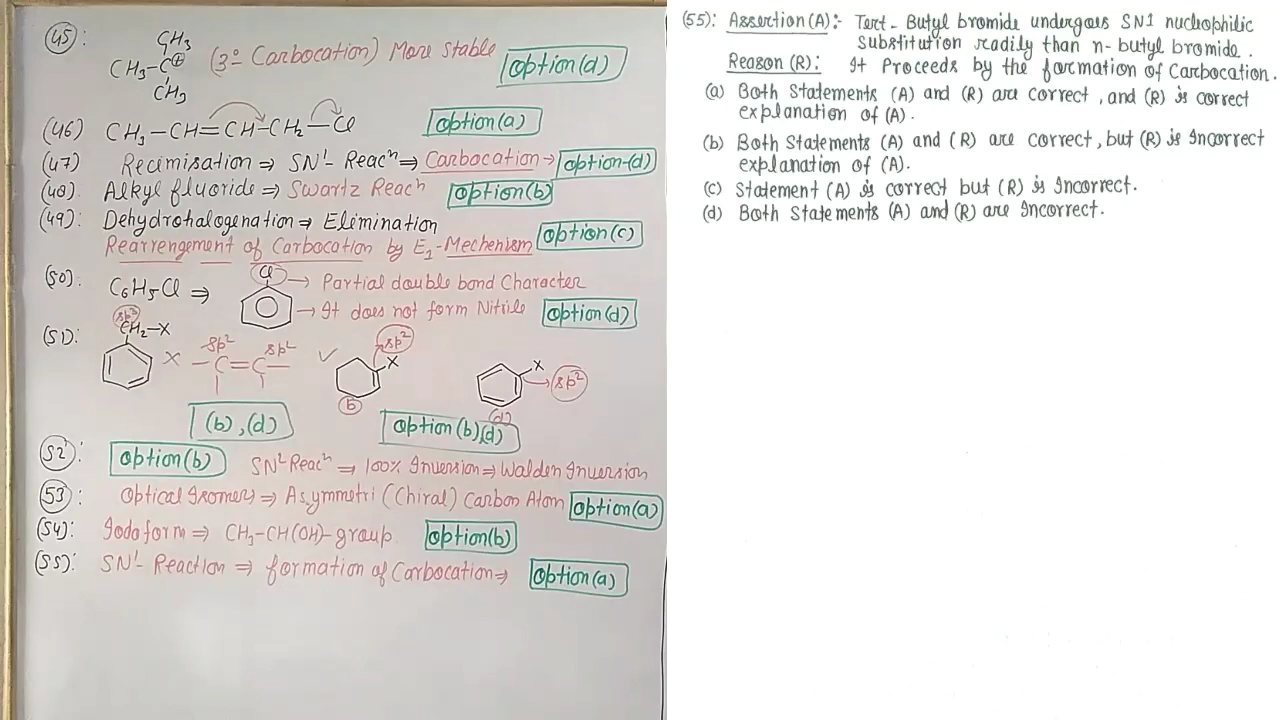 (45):
CH3
CH3-C⊕
CH3
(3° Carbocation) More Stable
option(d)
(46) CH3-CH=CH-CH2-Cl
option(a)
(47) Recimisation ⇒ SN1- Reacn ⇒ Carbocation → option-(d)
(48). Alkyl fluoride ⇒ Swartz Reacn option(b)
(49): Dehydrohalogenation ⇒ Elimination
Rearrengement of Carbocation by E1-Mechenism option(c)
(50). C6H5Cl ⇒
Cl → Partial double bond Character
→ It does not form Nitrile option(d)
(51):
sp3
CH2-X
X
sp2 sp2
-C=C-
✓
sp2
X
b
X
sp2
(d)
(b),(d)
option(b)(d)
(52): option(b) SN2 Reacn ⇒ 100% Inversion ⇒ Walden Inversion
(53) Optical Isomers ⇒ Asymmetri (Chiral) Carbon Atom option(a)
(54): Iodoform ⇒ CH3-CH(OH)- group option(b)
(55): SN1- Reaction ⇒ formation of Carbocation ⇒ option(a)
(55): Assertion(A):- Tert-Butyl bromide undergoes SN1 nucleophilic
Substitution readily than n-butyl bromide.
Reason (R): It Proceeds by the formation of Carbocation.
(a) Both Statements (A) and (R) are correct, and (R) is correct
explanation of (A).
(b) Both Statements (A) and (R) are correct, but (R) is Incorrect
explanation of (A).
(c) Statement (A) is correct but (R) is Incorrect.
(d) Both Statements (A) and (R) are Incorrect.